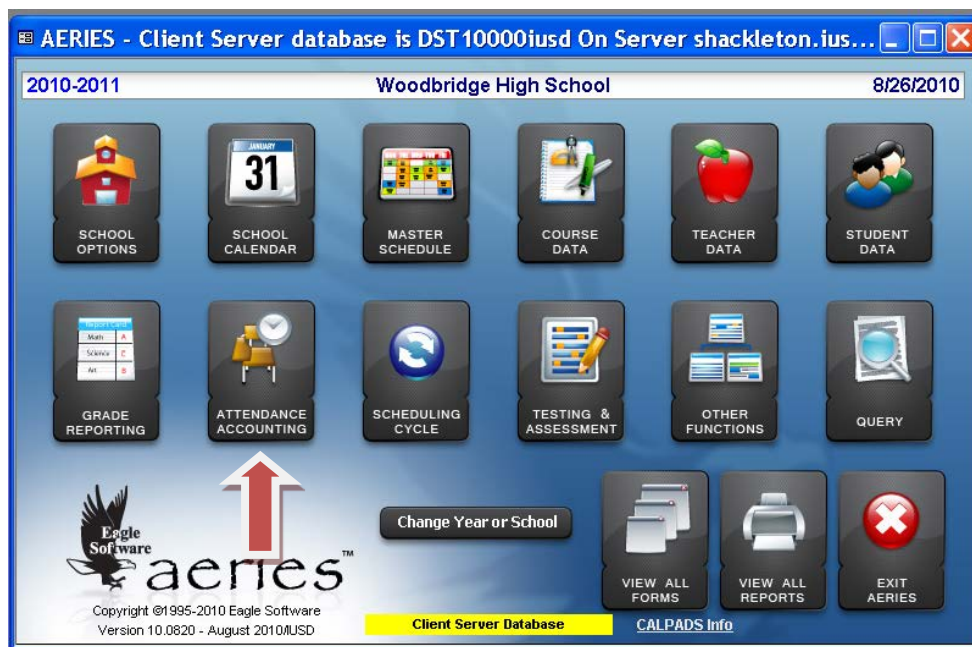 AERIES - Client Server database is DST10000iusd On Server shackleton.ius...
2010-2011 Woodbridge High School 8/26/2010
JANUARY
31
SCHOOL
OPTIONS
SCHOOL
CALENDAR
MASTER
SCHEDULE
COURSE
DATA
TEACHER
DATA
STUDENT
DATA
Report Card
Math A
Science C
Art B
GRADE
REPORTING
ATTENDANCE
ACCOUNTING
SCHEDULING
CYCLE
TESTING &
ASSESSMENT
OTHER
FUNCTIONS
QUERY
Eagle
Software
aeries™
Copyright ©1995-2010 Eagle Software
Version 10.0820 - August 2010/IUSD
Change Year or School
Client Server Database
CALPADS Info
VIEW ALL
FORMS
VIEW ALL
REPORTS
EXIT
AERIES